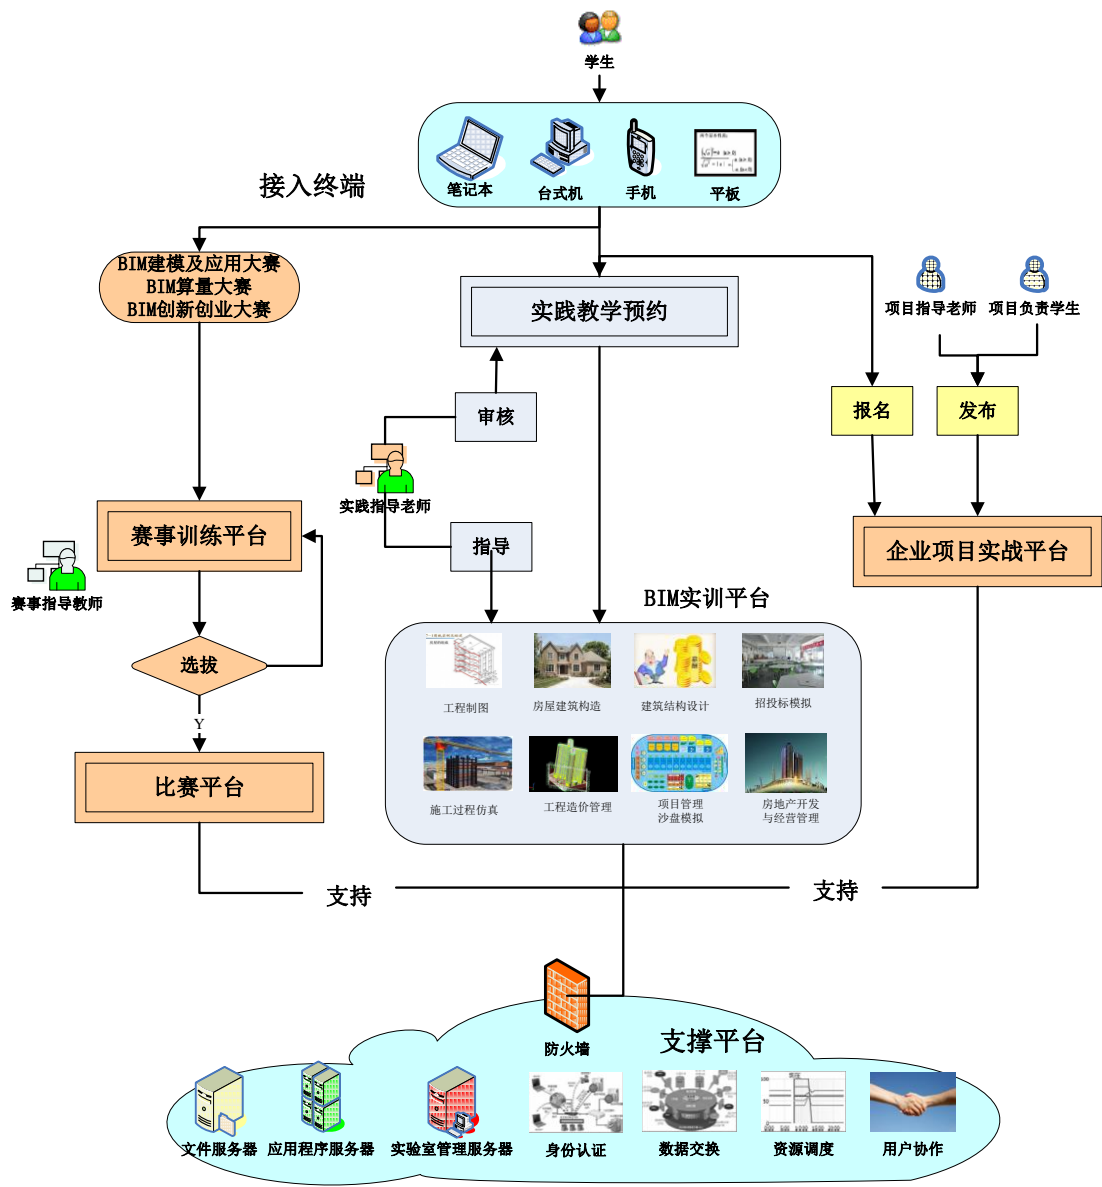 学生
笔记本
台式机
手机
平板
接入终端
BIM建模及应用大赛
BIM算量大赛
BIM创新创业大赛
实践教学预约
项目指导老师
项目负责学生
审核
报名
发布
实践指导老师
赛事训练平台
指导
企业项目实战平台
赛事指导教师
BIM实训平台
选拔
工程制图
房屋建筑构造
建筑结构设计
招投标模拟
Y
比赛平台
施工过程仿真
工程造价管理
项目管理
沙盘模拟
房地产开发
与经营管理
支持
支持
支撑平台
防火墙
文件服务器
应用程序服务器
实验室管理服务器
身份认证
数据交换
资源调度
用户协作